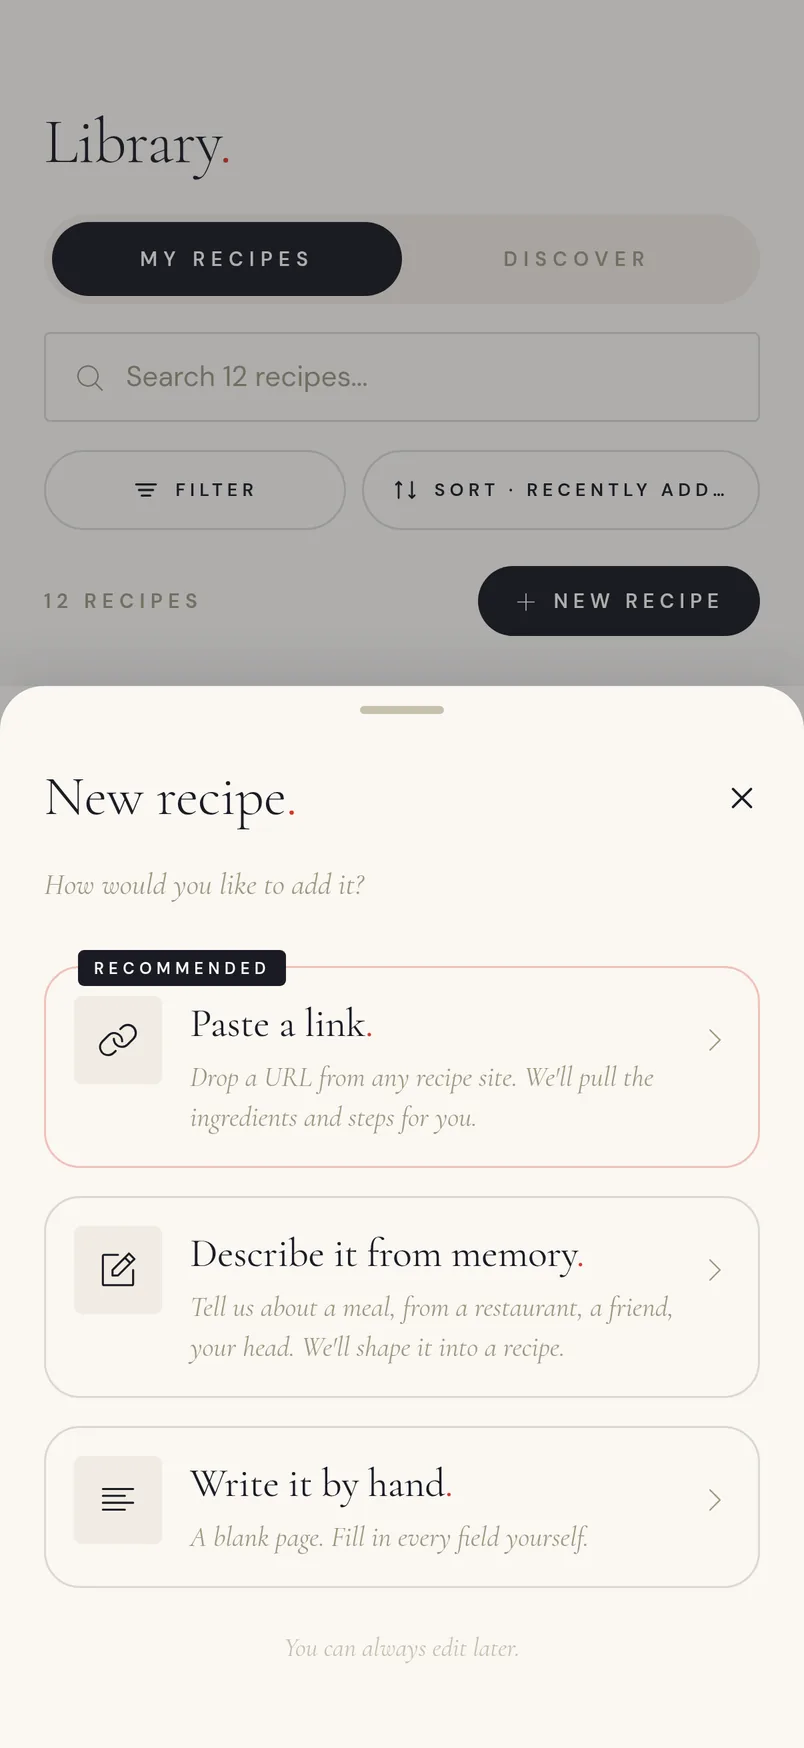 Library.
MY RECIPES
DISCOVER
Search 12 recipes...
FILTER
SORT · RECENTLY ADD...
12 RECIPES
NEW RECIPE
New recipe.
How would you like to add it?
RECOMMENDED
Paste a link.
Drop a URL from any recipe site. We'll pull the
ingredients and steps for you.
Describe it from memory.
Tell us about a meal, from a restaurant, a friend,
your head. We'll shape it into a recipe.
Write it by hand.
A blank page. Fill in every field yourself.
You can always edit later.